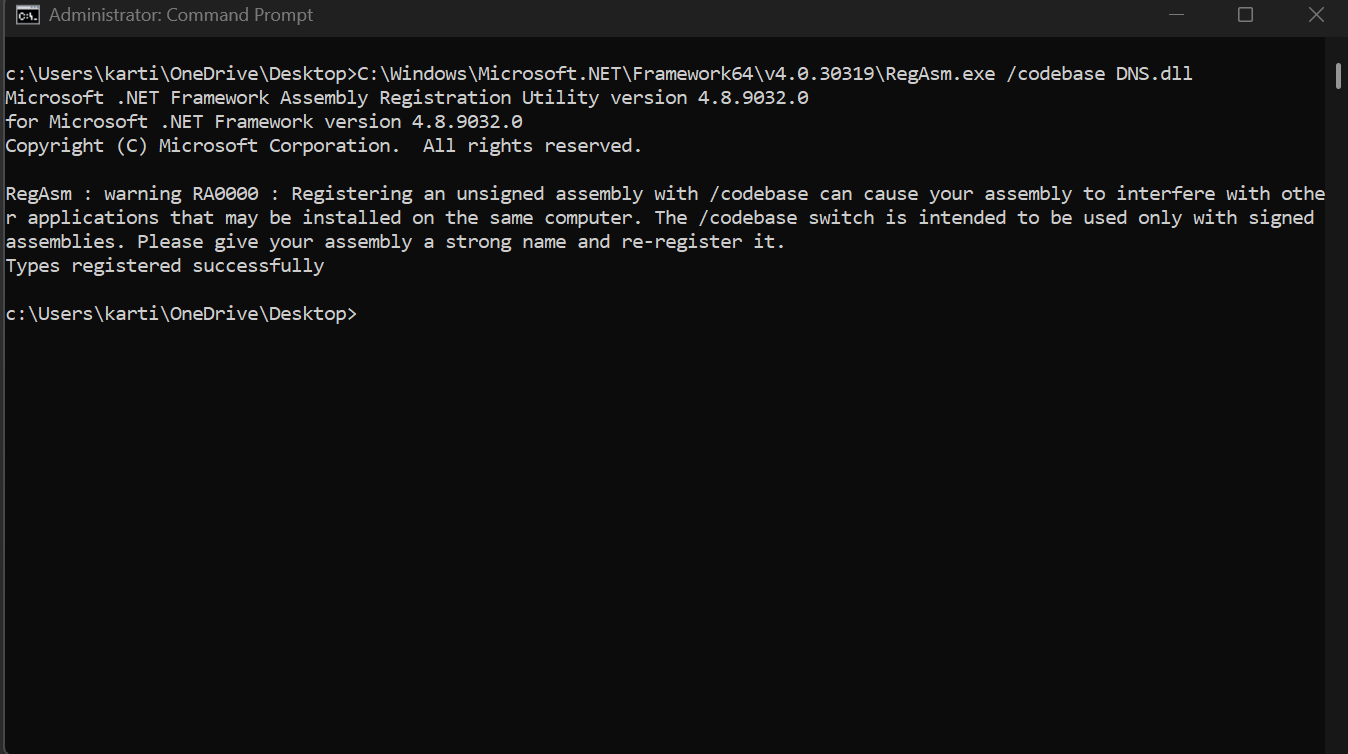 Administrator: Command Prompt
c:\Users\karti\OneDrive\Desktop>C:\Windows\Microsoft.NET\Framework64\v4.0.30319\RegAsm.exe /codebase DNS.dll
Microsoft .NET Framework Assembly Registration Utility version 4.8.9032.0
for Microsoft .NET Framework version 4.8.9032.0
Copyright (C) Microsoft Corporation.  All rights reserved.
RegAsm : warning RA0000 : Registering an unsigned assembly with /codebase can cause your assembly to interfere with othe
r applications that may be installed on the same computer. The /codebase switch is intended to be used only with signed
assemblies. Please give your assembly a strong name and re-register it.
Types registered successfully
c:\Users\karti\OneDrive\Desktop>